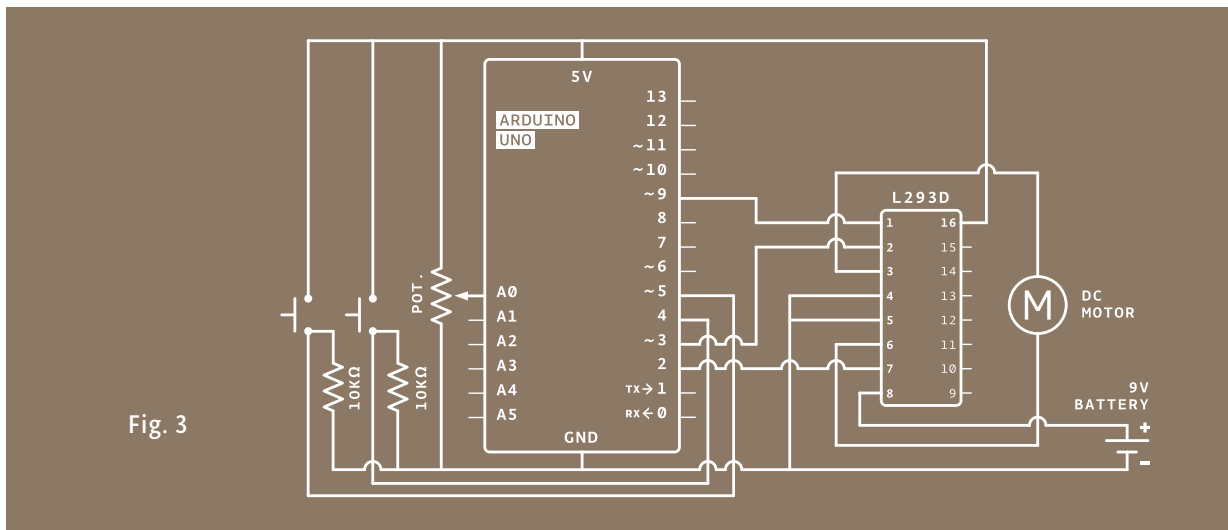 5V
ARDUINO
UNO
13
12
~11
~10
~9
8
7
~6
~5
4
~3
2
TX→1
RX←0
A0
A1
A2
A3
A4
A5
GND
POT.
10KΩ
10KΩ
L293D
1
2
3
4
5
6
7
8
16
15
14
13
12
11
10
9
M
DC
MOTOR
9V
BATTERY
+
-
Fig. 3